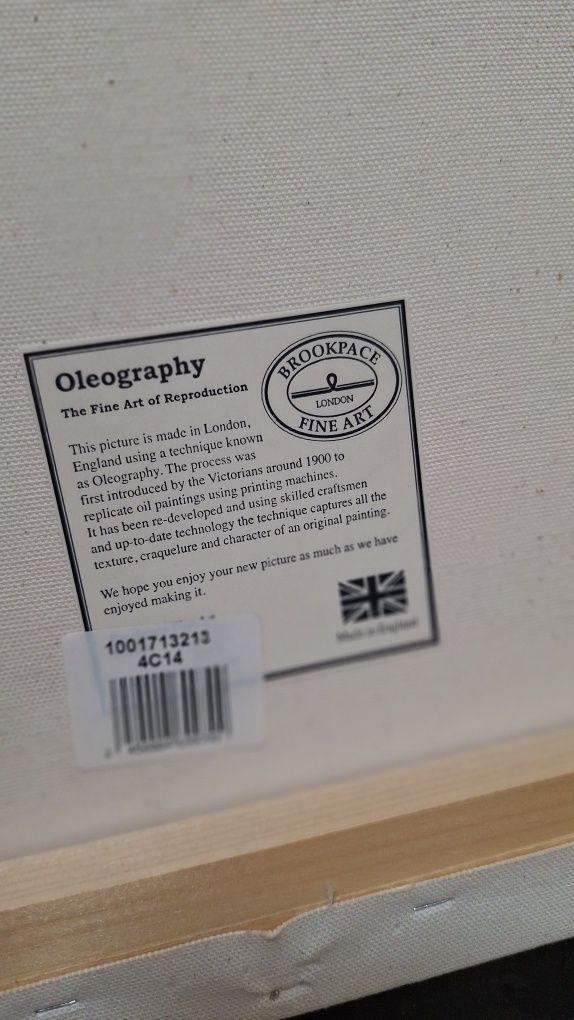 Oleography
The Fine Art of Reproduction
BROOKPACE
LONDON
FINE ART
This picture is made in London,
England using a technique known
as Oleography. The process was
first introduced by the Victorians around 1900 to
replicate oil paintings using printing machines.
It has been re-developed and using skilled craftsmen
and up-to-date technology the technique captures all the
texture, craquelure and character of an original painting.
We hope you enjoy your new picture as much as we have
enjoyed making it.
Made in England
1001713213
4C14